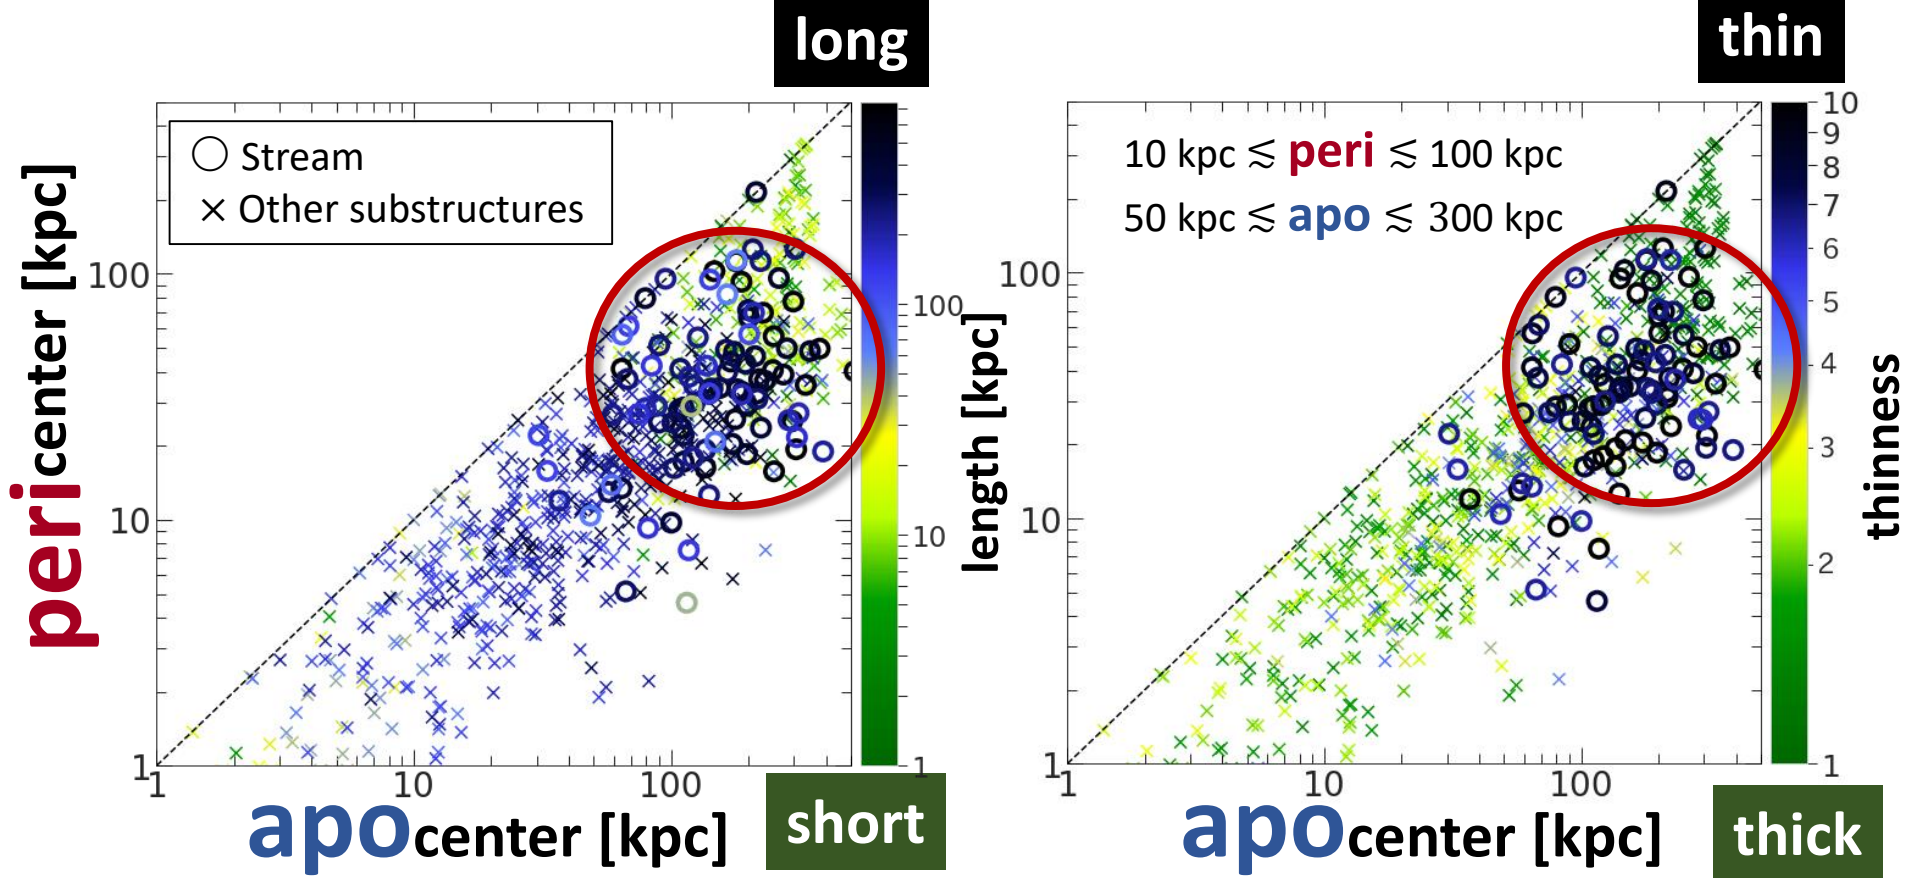 long
thin
○ Stream
× Other substructures
10 kpc ≲ peri ≲ 100 kpc
50 kpc ≲ apo ≲ 300 kpc
pericenter [kpc]
100
10
1
1
10
100
apocenter [kpc]
100
10
1
length [kpc]
short
100
10
1
1
10
100
apocenter [kpc]
10
9
8
7
6
5
4
3
2
1
thinness
thick